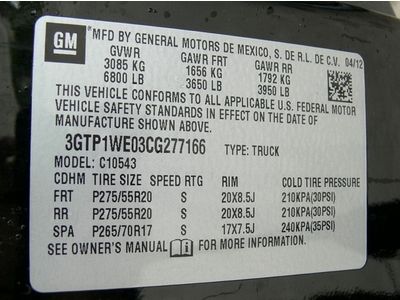 GM MFD BY GENERAL MOTORS DE MEXICO, S. DE R.L. DE C.V. 04/12
GVWR GAWR FRT GAWR RR
3085 KG 1656 KG 1792 KG
6800 LB 3650 LB 3950 LB
THIS VEHICLE CONFORMS TO ALL APPLICABLE U.S. FEDERAL MOTOR
VEHICLE SAFETY STANDARDS IN EFFECT ON THE DATE OF
MANUFACTURE SHOWN ABOVE.
3GTP1WE03CG277166 TYPE: TRUCK
MODEL: C10543
CDHM TIRE SIZE SPEED RTG RIM COLD TIRE PRESSURE
FRT P275/55R20 S 20X8.5J 210KPA(30PSI)
RR P275/55R20 S 20X8.5J 210KPA(30PSI)
SPA P265/70R17 S 17X7.5J 240KPA(35PSI)
SEE OWNER'S MANUAL FOR MORE INFORMATION.